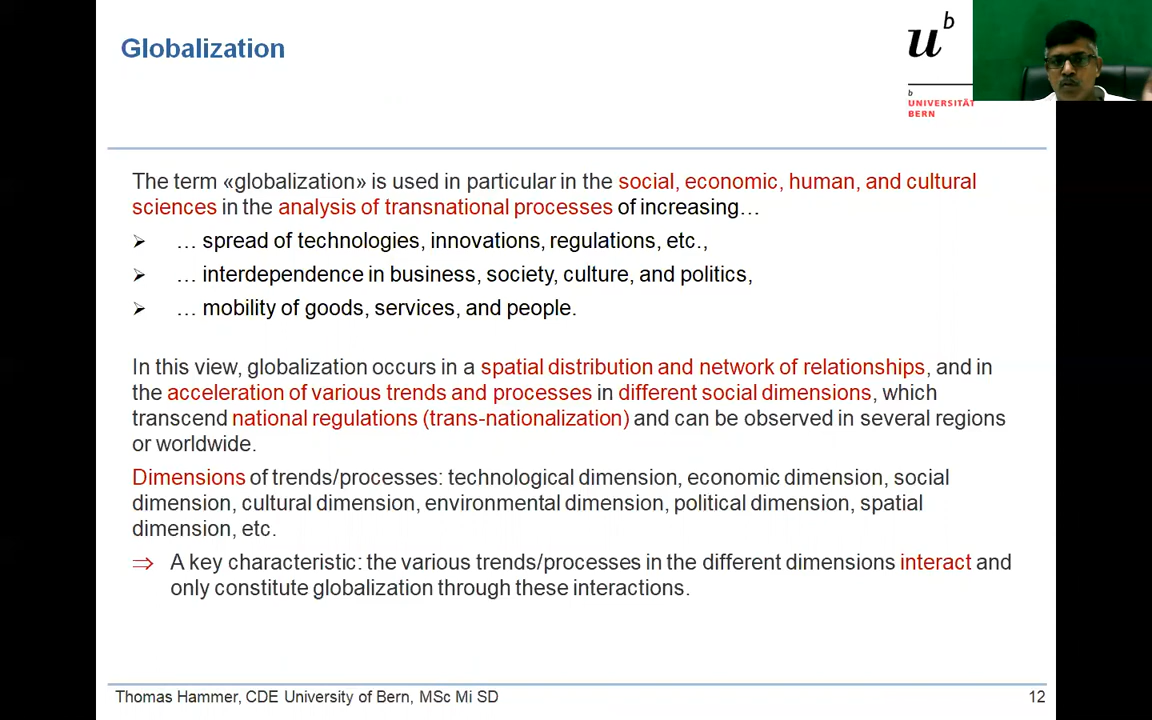 Globalization
u^b
b
UNIVERSITÄT
BERN
The term «globalization» is used in particular in the social, economic, human, and cultural
sciences in the analysis of transnational processes of increasing…
➢ … spread of technologies, innovations, regulations, etc.,
➢ … interdependence in business, society, culture, and politics,
➢ … mobility of goods, services, and people.
In this view, globalization occurs in a spatial distribution and network of relationships, and in
the acceleration of various trends and processes in different social dimensions, which
transcend national regulations (trans-nationalization) and can be observed in several regions
or worldwide.
Dimensions of trends/processes: technological dimension, economic dimension, social
dimension, cultural dimension, environmental dimension, political dimension, spatial
dimension, etc.
⇒ A key characteristic: the various trends/processes in the different dimensions interact and
only constitute globalization through these interactions.
Thomas Hammer, CDE University of Bern, MSc Mi SD
12